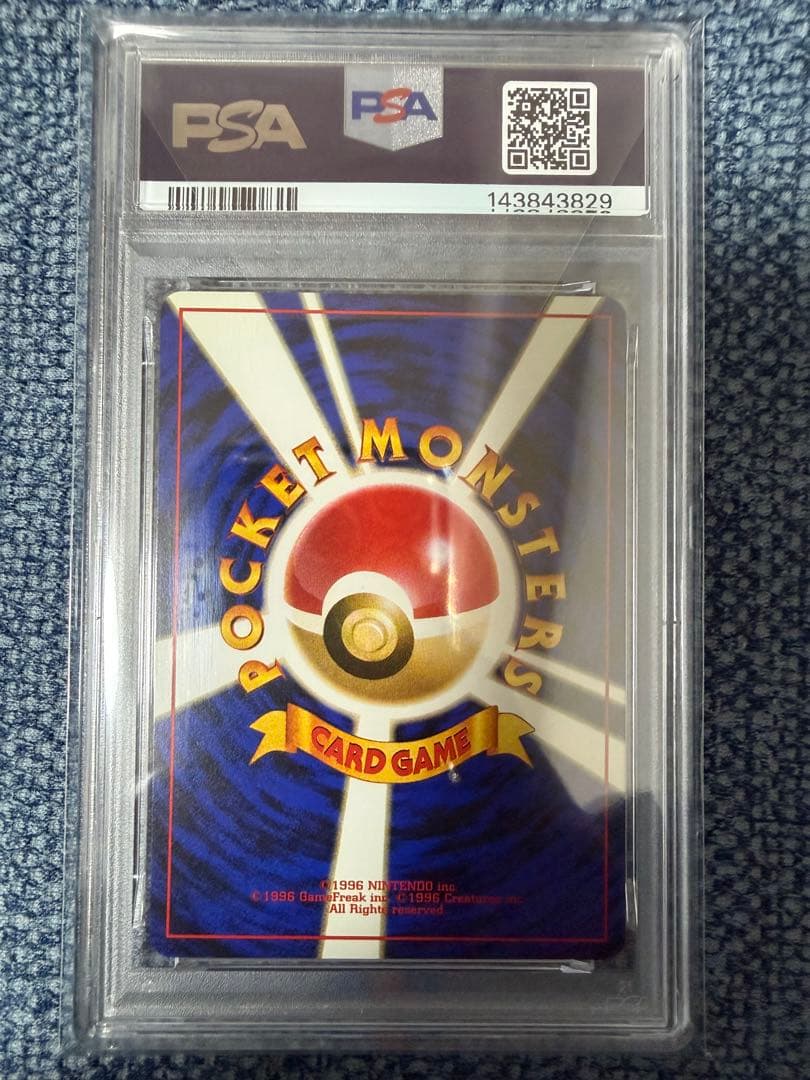 PSA
PSA
143843829
POCKET MONSTERS
CARD GAME
©1996 NINTENDO inc.
©1996 GameFreak inc. ©1996 Creatures inc.
All Rights reserved.